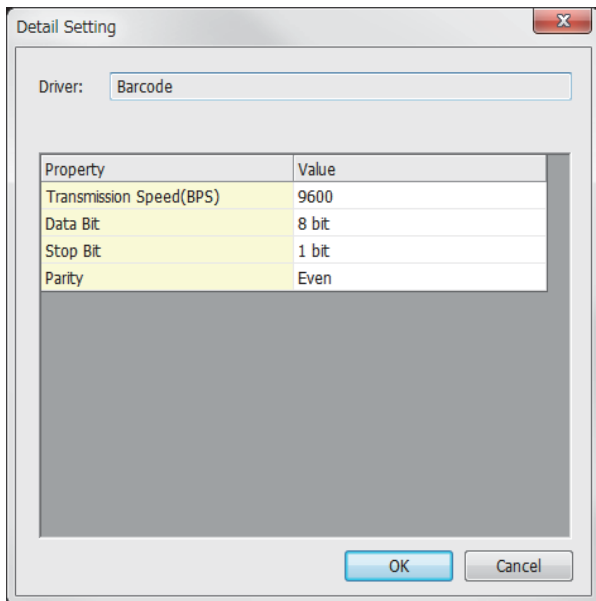 Detail Setting
Driver: Barcode
Property Value
Transmission Speed(BPS) 9600
Data Bit 8 bit
Stop Bit 1 bit
Parity Even
OK Cancel